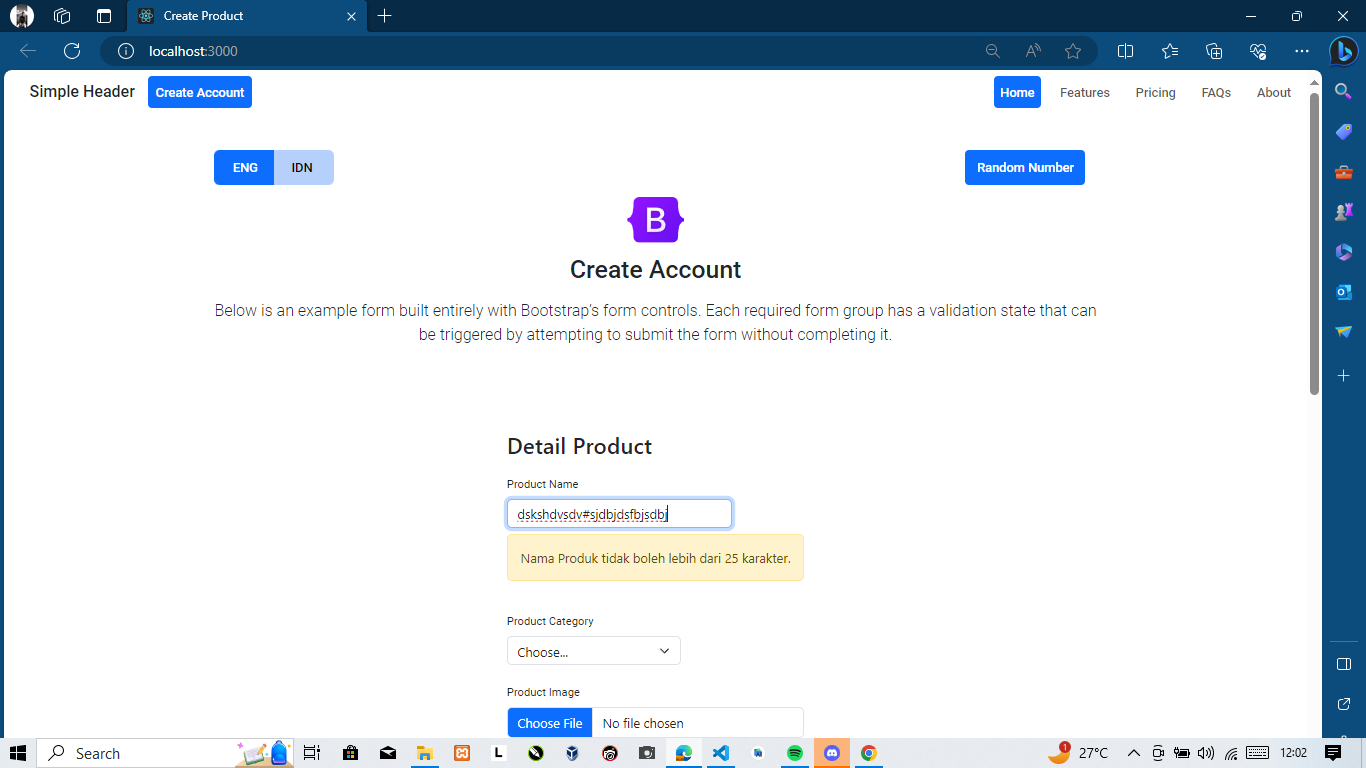 Create Product
localhost:3000
Simple Header
Create Account
Home
Features
Pricing
FAQs
About
ENG
IDN
Random Number
B
Create Account
Below is an example form built entirely with Bootstrap's form controls. Each required form group has a validation state that can
be triggered by attempting to submit the form without completing it.
Detail Product
Product Name
dskshdvsdv#sjdbjdsfbjsdbj
Nama Produk tidak boleh lebih dari 25 karakter.
Product Category
Choose...
Product Image
Choose File
No file chosen
Search
1
27°C
12:02